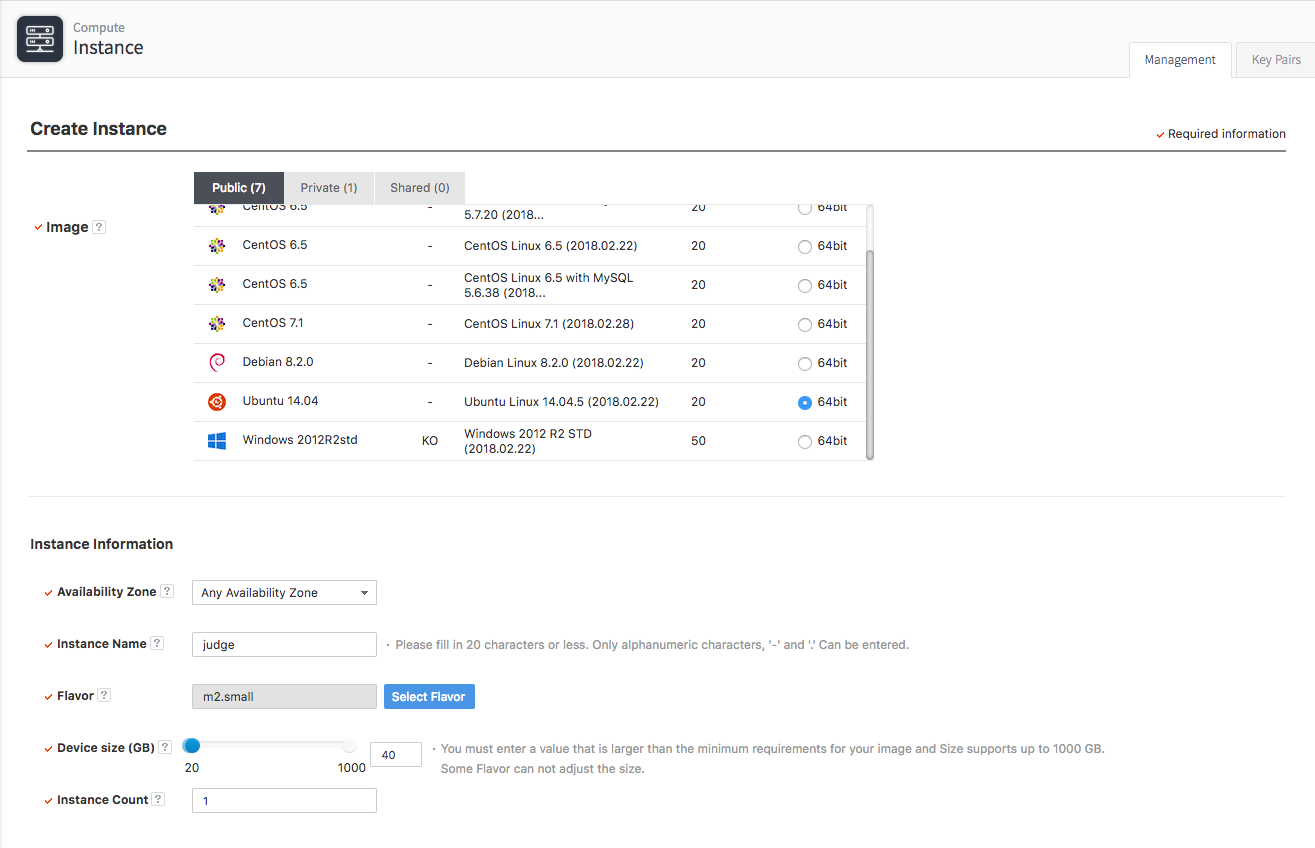 Compute
Instance
Management
Key Pairs
Create Instance
Required information
Public (7)
Private (1)
Shared (0)
Image ?
CentOS 6.5 - 5.7.20 (2018... 20 64bit
CentOS 6.5 - CentOS Linux 6.5 (2018.02.22) 20 64bit
CentOS 6.5 - CentOS Linux 6.5 with MySQL 20 64bit
5.6.38 (2018...
CentOS 7.1 - CentOS Linux 7.1 (2018.02.28) 20 64bit
Debian 8.2.0 - Debian Linux 8.2.0 (2018.02.22) 20 64bit
Ubuntu 14.04 - Ubuntu Linux 14.04.5 (2018.02.22) 20 64bit
Windows 2012R2std KO Windows 2012 R2 STD 50 64bit
(2018.02.22)
Instance Information
Availability Zone ? Any Availability Zone
Instance Name ? judge · Please fill in 20 characters or less. Only alphanumeric characters, '-' and '.' Can be entered.
Flavor ? m2.small Select Flavor
Device size (GB) ? 40 · You must enter a value that is larger than the minimum requirements for your image and Size supports up to 1000 GB.
20 1000 Some Flavor can not adjust the size.
Instance Count ? 1